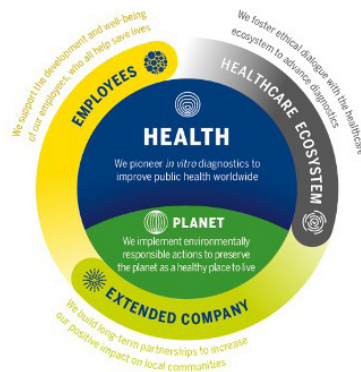 We support the development and well-being
of our employees, who all help save lives
EMPLOYEES
We foster ethical dialogue with the healthcare
ecosystem to advance diagnostics
HEALTHCARE ECOSYSTEM
HEALTH
We pioneer in vitro diagnostics to
improve public health worldwide
PLANET
We implement environmentally
responsible actions to preserve
the planet as a healthy place to live
EXTENDED COMPANY
We build long-term partnerships to increase
our positive impact on local communities